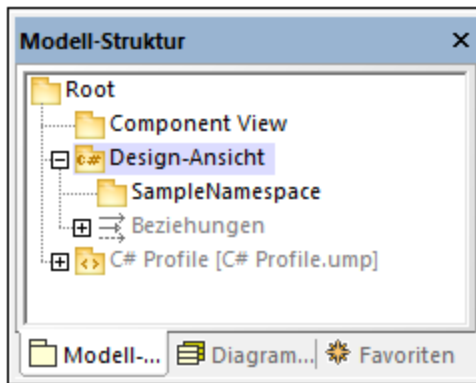 Modell-Struktur
Root
Component View
c# Design-Ansicht
SampleNamespace
Beziehungen
C# Profile [C# Profile.ump]
Modell-... Diagram... Favoriten